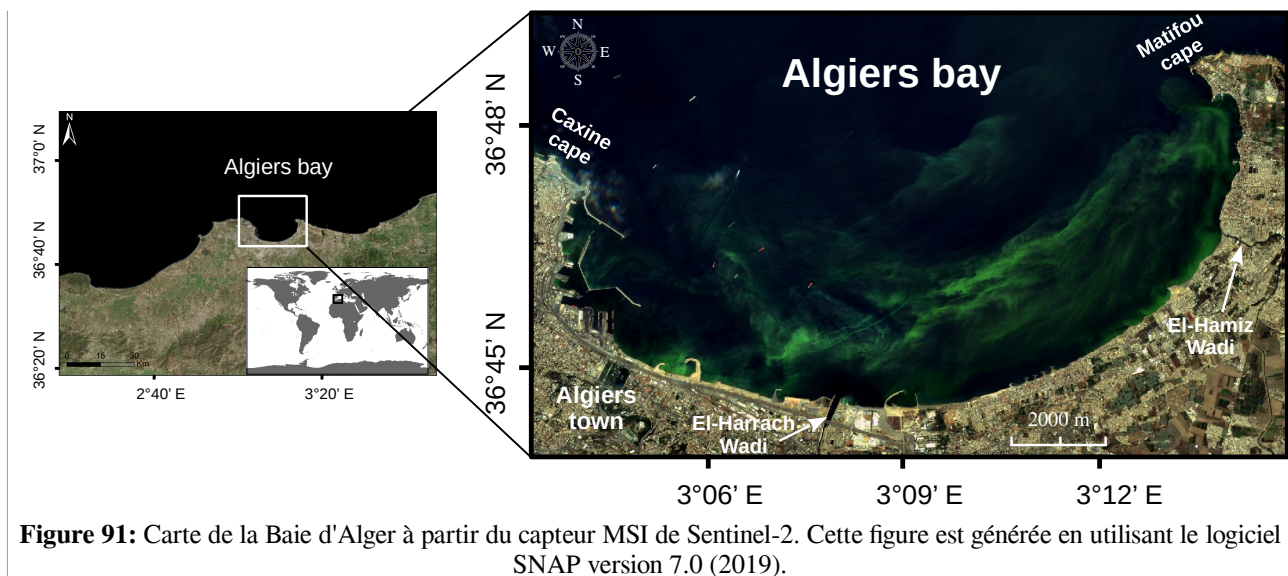 N
37°0' N
36°40' N
36°20' N
Algiers bay
0 15 30
Km
2°40' E
3°20' E
N
W E
S
Algiers bay
Matifou
cape
Caxine
cape
36°48' N
36°45' N
El-Hamiz
Wadi
Algiers
town
El-Harrach
Wadi
2000 m
3°06' E
3°09' E
3°12' E
Figure 91: Carte de la Baie d'Alger à partir du capteur MSI de Sentinel-2. Cette figure est générée en utilisant le logiciel
SNAP version 7.0 (2019).